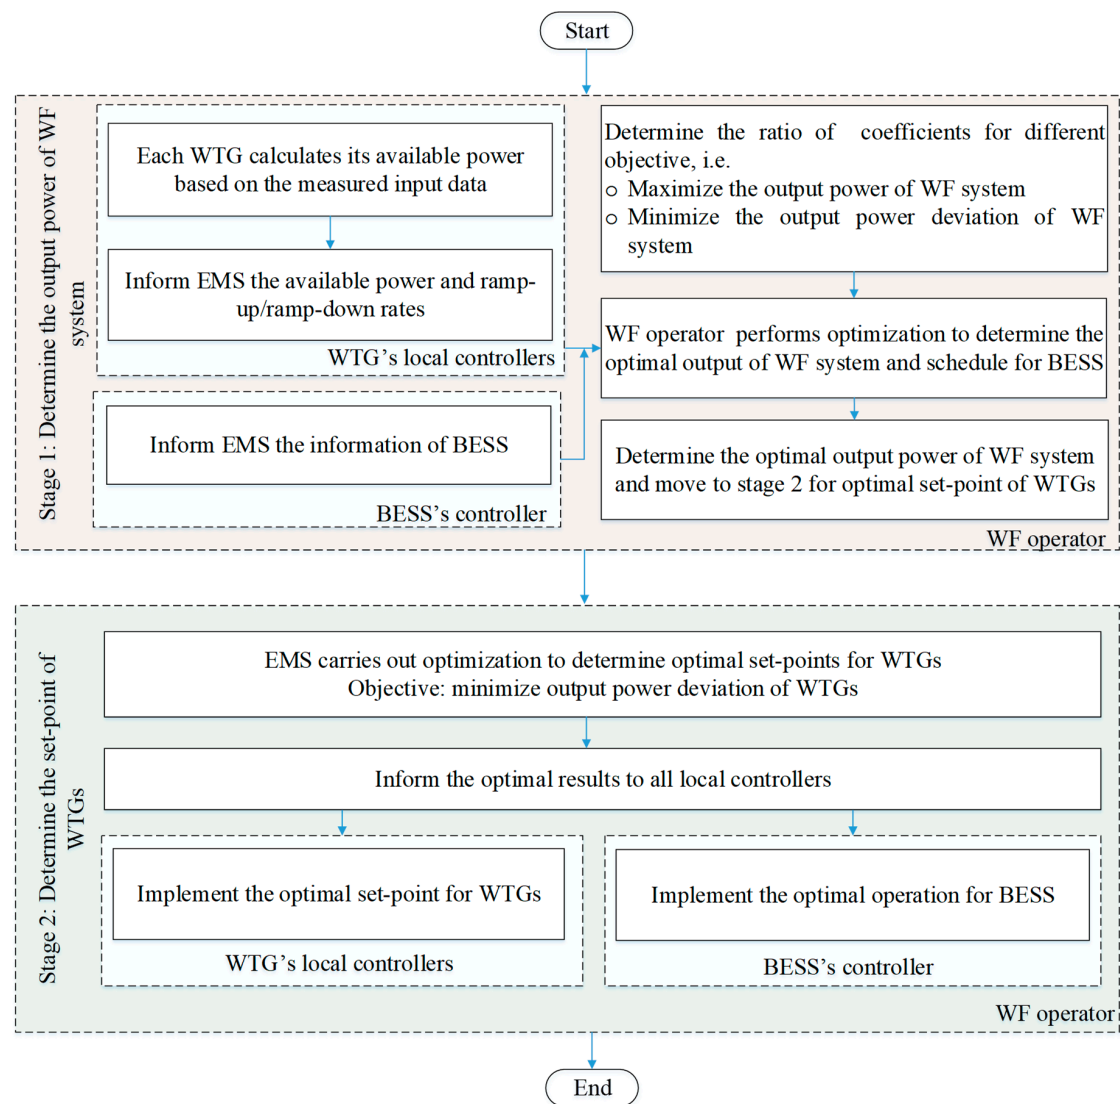 Start
Stage 1: Determine the output power of WF
system
Each WTG calculates its available power
based on the measured input data
Inform EMS the available power and ramp-
up/ramp-down rates
WTG’s local controllers
Inform EMS the information of BESS
BESS’s controller
Determine the ratio of coefficients for different
objective, i.e.
o Maximize the output power of WF system
o Minimize the output power deviation of WF
system
WF operator performs optimization to determine the
optimal output of WF system and schedule for BESS
Determine the optimal output power of WF system
and move to stage 2 for optimal set-point of WTGs
WF operator
Stage 2: Determine the set-point of
WTGs
EMS carries out optimization to determine optimal set-points for WTGs
Objective: minimize output power deviation of WTGs
Inform the optimal results to all local controllers
Implement the optimal set-point for WTGs
WTG’s local controllers
Implement the optimal operation for BESS
BESS’s controller
WF operator
End